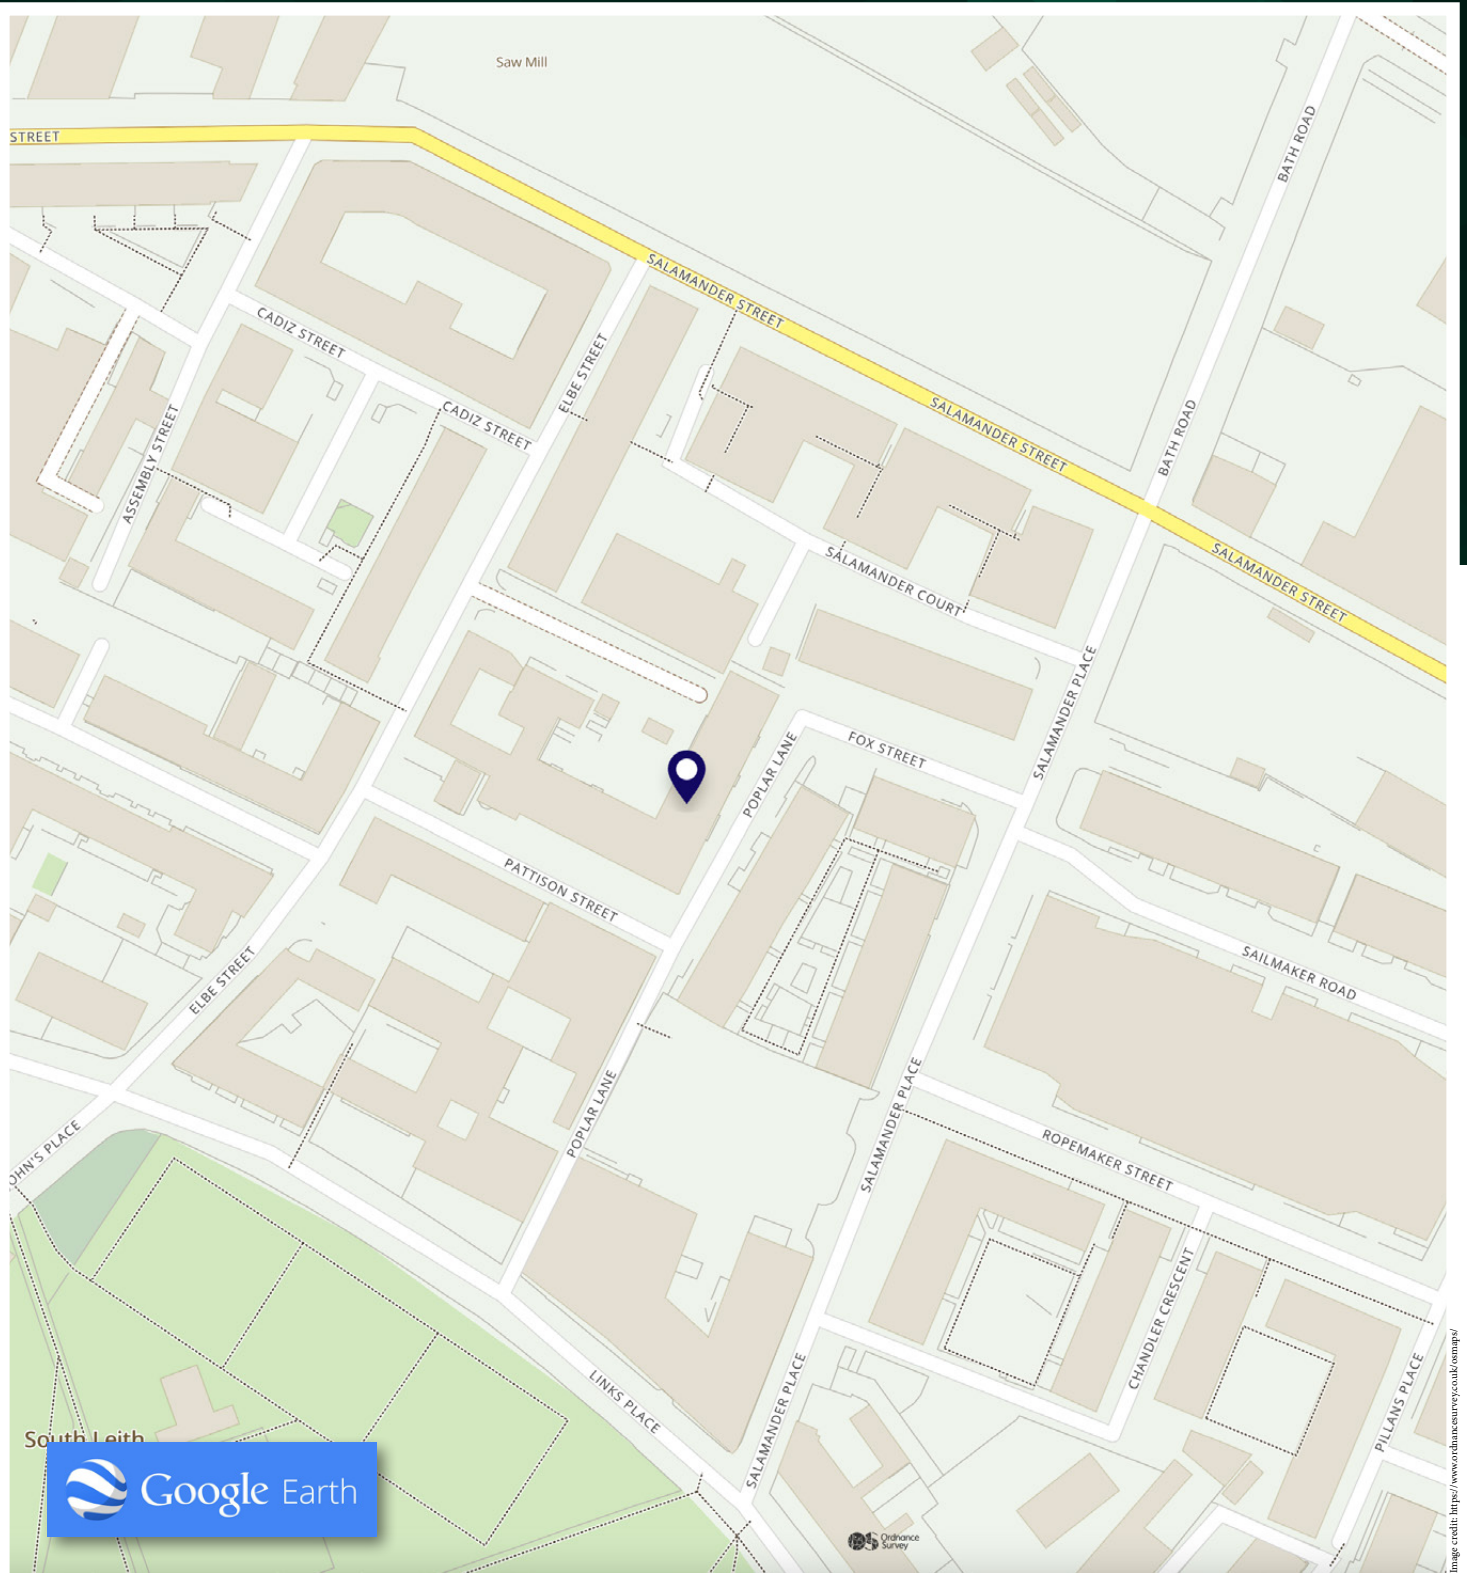 Saw Mill
STREET
BATH ROAD
SALAMANDER STREET
CADIZ STREET
ELBE STREET
CADIZ STREET
SALAMANDER STREET
BATH ROAD
ASSEMBLY STREET
SALAMANDER COURT
SALAMANDER STREET
SALAMANDER PLACE
POPLAR LANE
FOX STREET
PATTISON STREET
ELBE STREET
SAILMAKER ROAD
POPLAR LANE
SALAMANDER PLACE
ROPEMAKER STREET
OHN'S PLACE
CHANDLER CRESCENT
LINKS PLACE
SALAMANDER PLACE
PILLANS PLACE
South Leith
Google Earth
Ordnance
Survey
Image credit: https://www.ordnancesurvey.co.uk/osmaps/